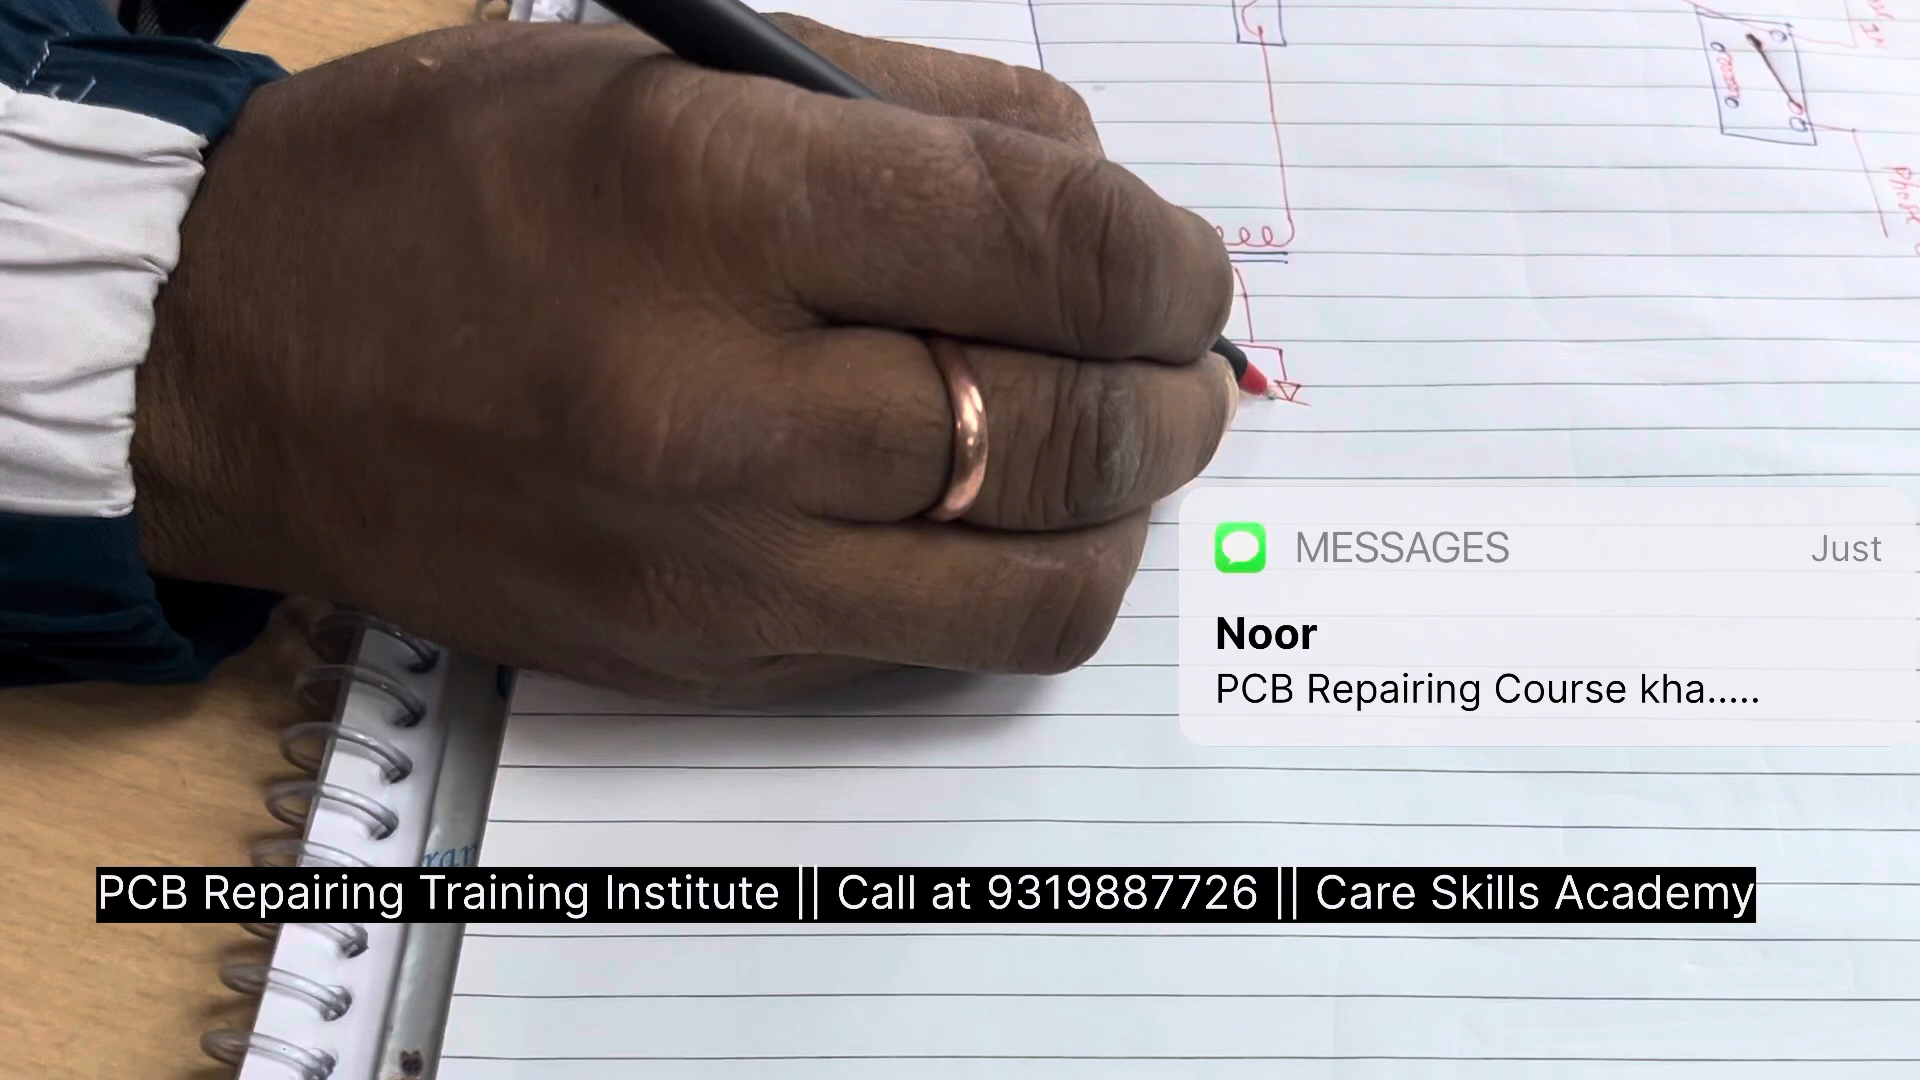 MESSAGES
Just
Noor
PCB Repairing Course kha.....
PCB Repairing Training Institute || Call at 9319887726 || Care Skills Academy